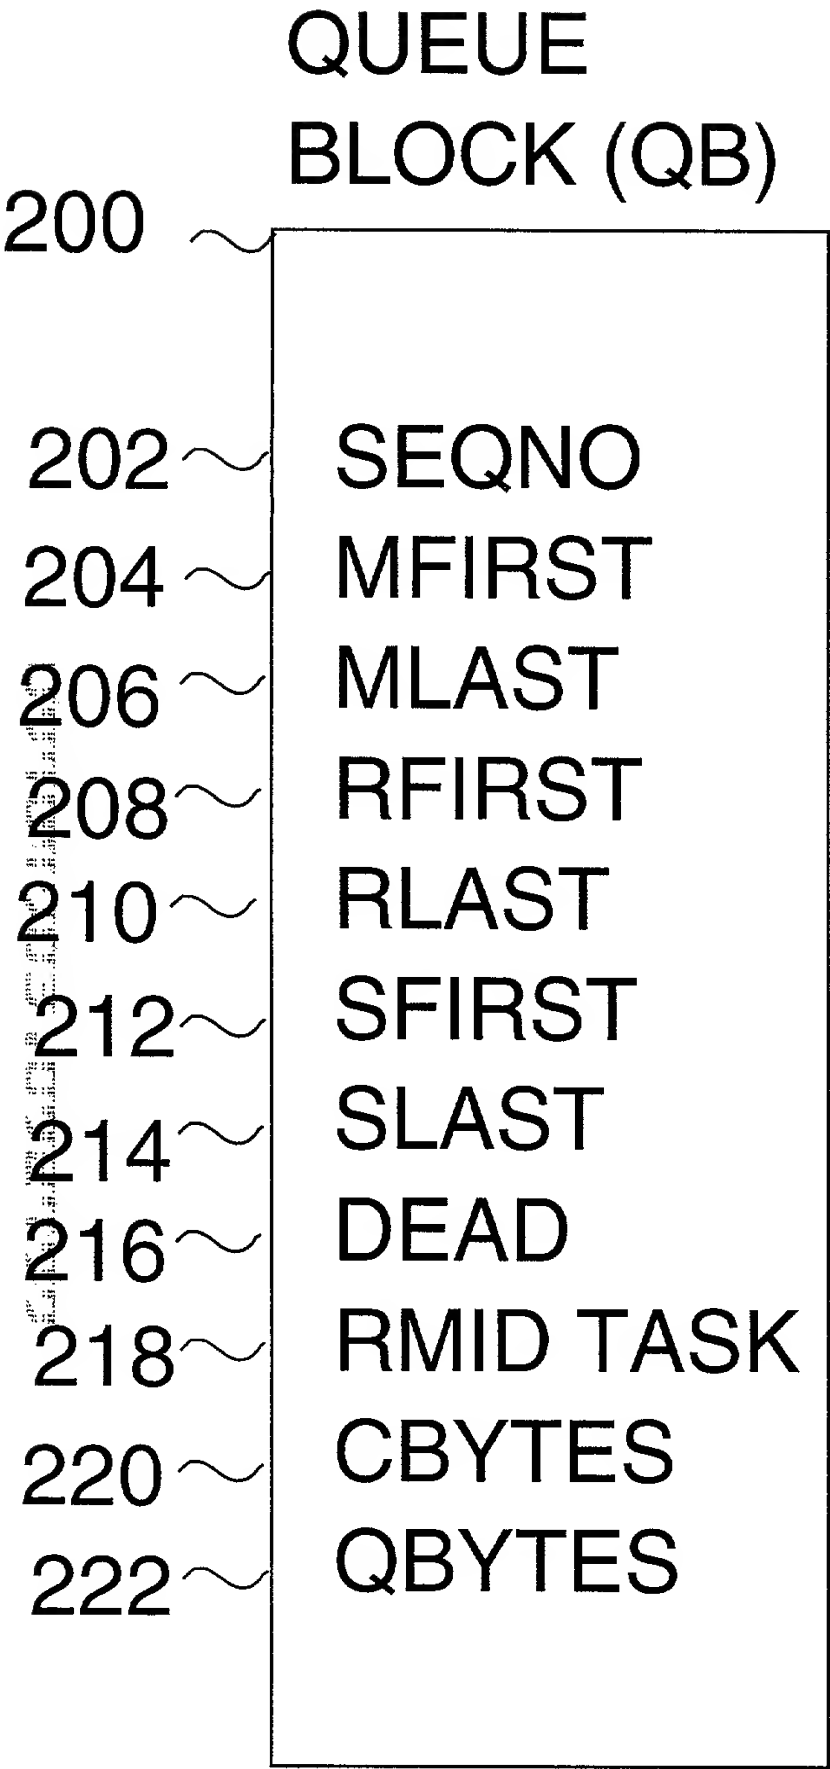 QUEUE
BLOCK (QB)
200
202 SEQNO
204 MFIRST
206 MLAST
208 RFIRST
210 RLAST
212 SFIRST
214 SLAST
216 DEAD
218 RMID TASK
220 CBYTES
222 QBYTES